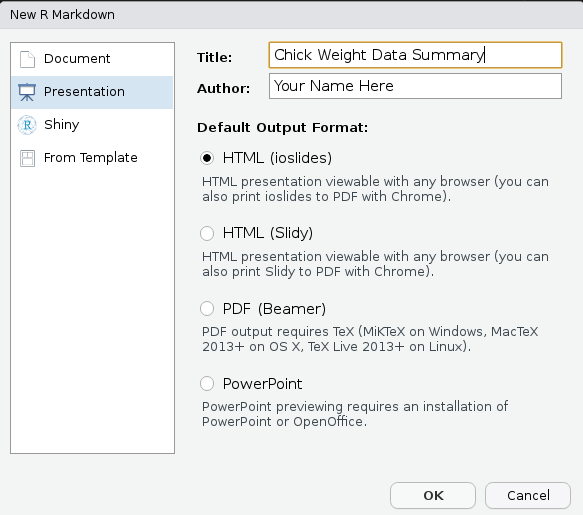 New R Markdown
Document
Presentation
R
Shiny
From Template
Title:
Chick Weight Data Summary
Author:
Your Name Here
Default Output Format:
HTML (ioslides)
HTML presentation viewable with any browser (you can
also print ioslides to PDF with Chrome).
HTML (Slidy)
HTML presentation viewable with any browser (you can
also print Slidy to PDF with Chrome).
PDF (Beamer)
PDF output requires TeX (MiKTeX on Windows, MacTeX
2013+ on OS X, TeX Live 2013+ on Linux).
PowerPoint
PowerPoint previewing requires an installation of
PowerPoint or OpenOffice.
OK
Cancel